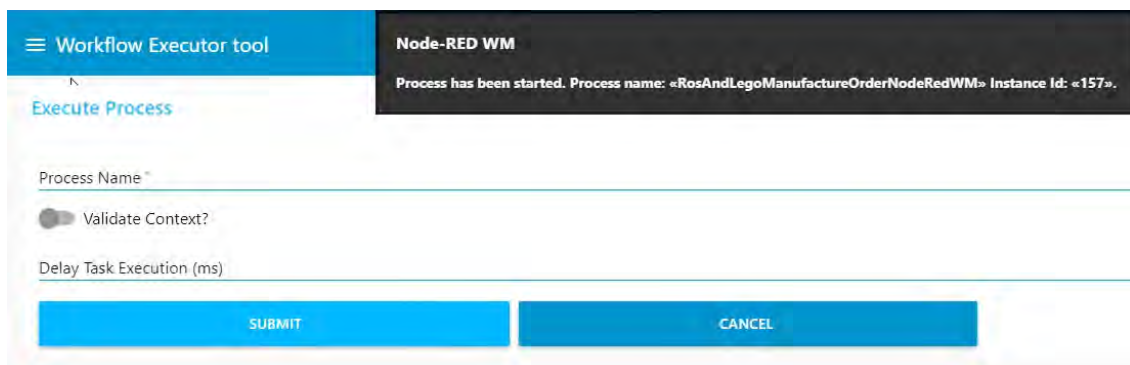 Workflow Executor tool
Node-RED WM
Process has been started. Process name: «RosAndLegoManufactureOrderNodeRedWM» Instance Id: «157».
Execute Process
Process Name *
Validate Context?
Delay Task Execution (ms)
SUBMIT
CANCEL